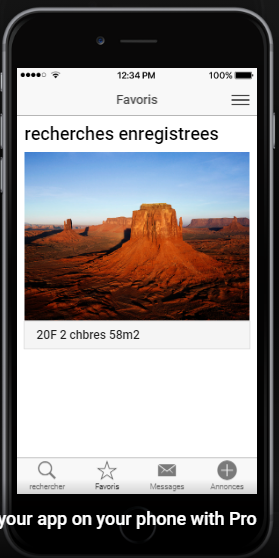 12:34 PM 100%
Favoris
recherches enregistrees
20F 2 chbres 58m2
rechercher Favoris Messages Annonces
your app on your phone with Pro